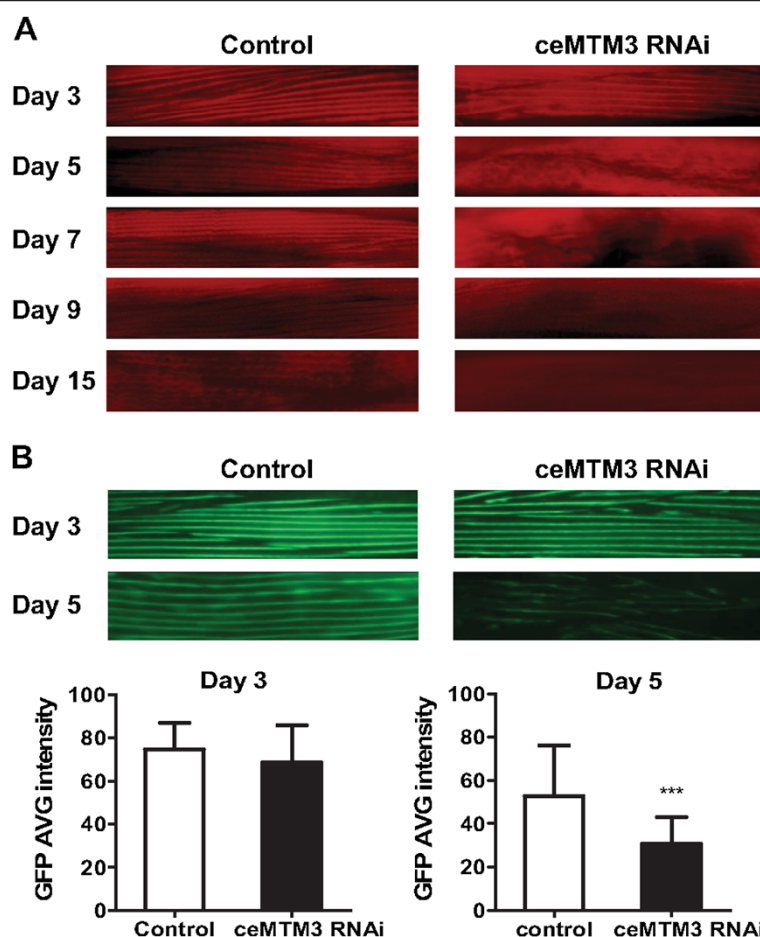 A
Control ceMTM3 RNAi
Day 3
Day 5
Day 7
Day 9
Day 15
B
Control ceMTM3 RNAi
Day 3
Day 5
Day 3
GFP AVG intensity
100
80
60
40
20
0
Control ceMTM3 RNAi
Day 5
GFP AVG intensity
100
80
60
40
20
0
***
control ceMTM3 RNAi